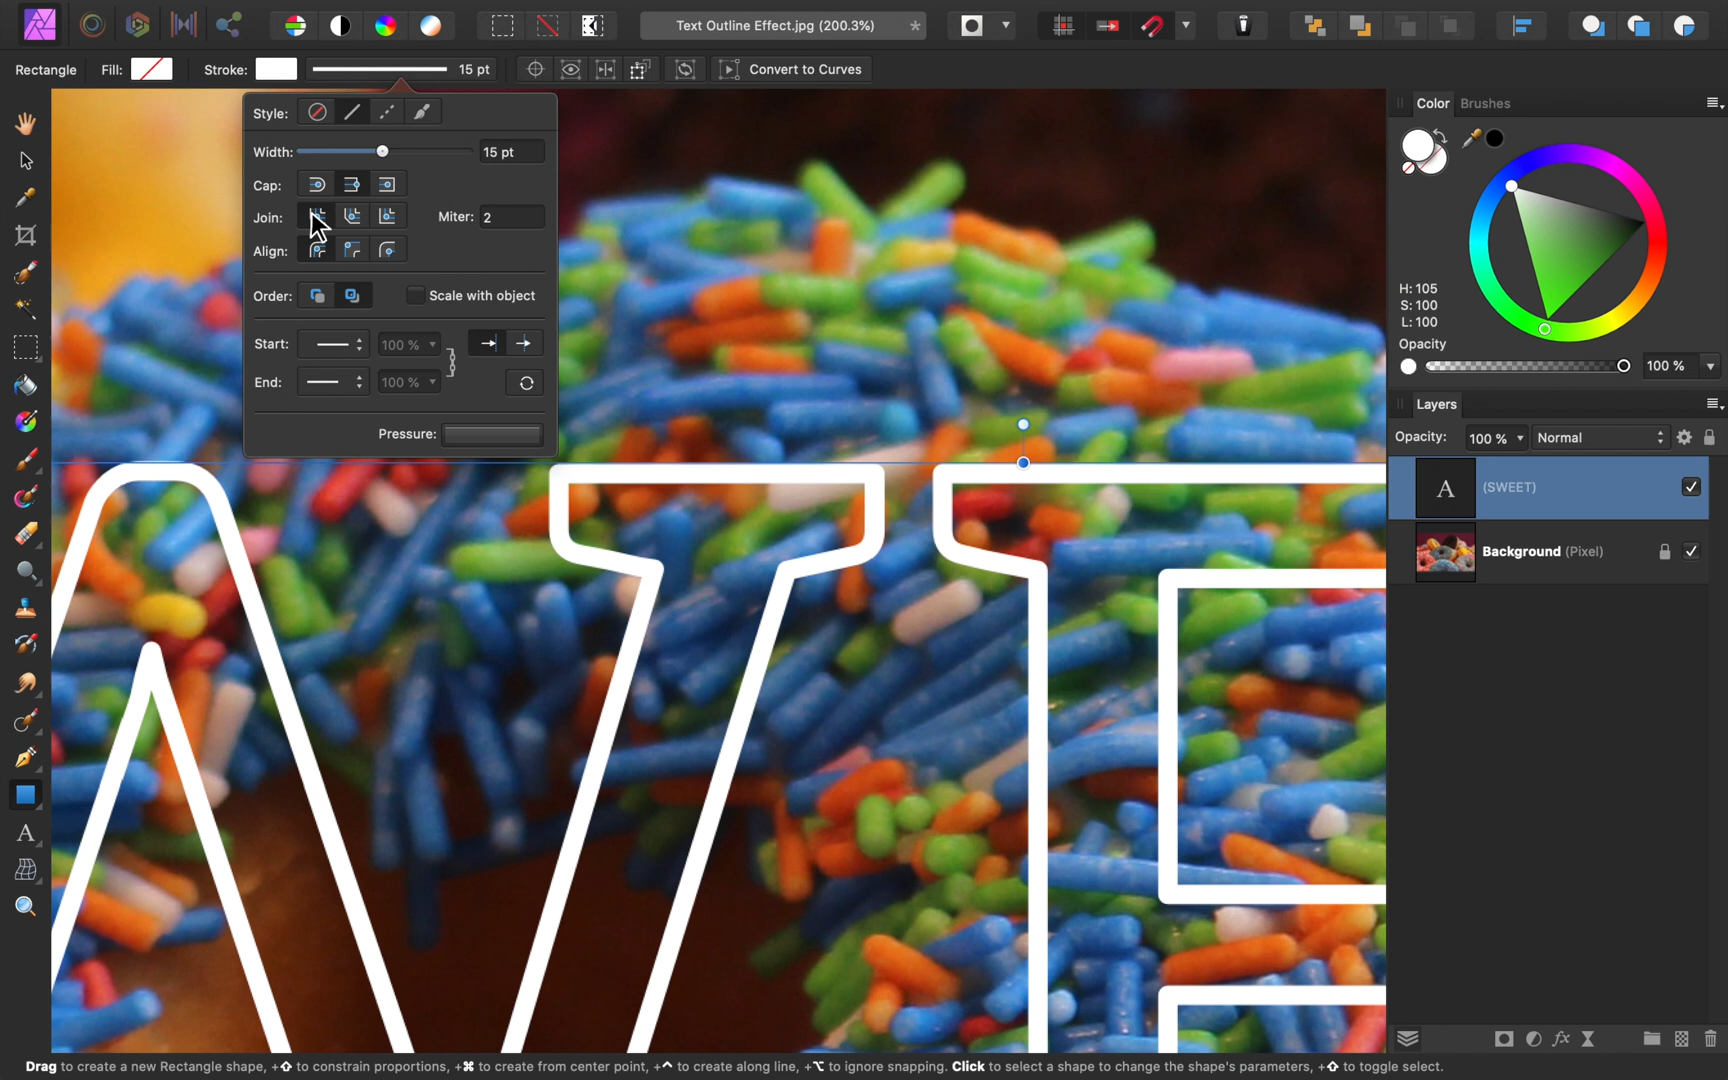 Text Outline Effect.jpg (200.3%)
*
Rectangle
Fill:
Stroke:
15 pt
Convert to Curves
Style:
Width:
15 pt
Cap:
Join:
Miter: 2
Align:
Order:
Scale with object
Start:
100 %
End:
100 %
Pressure:
Color
Brushes
H: 105
S: 100
L: 100
Opacity
100 %
Layers
Opacity: 100 %
Normal
A
(SWEET)
Background (Pixel)
A
fx
Drag to create a new Rectangle shape, +⇧ to constrain proportions, +⌘ to create from center point, +⌃ to create along line, +⌥ to ignore snapping. Click to select a shape to change the shape's parameters, +⇧ to toggle select.